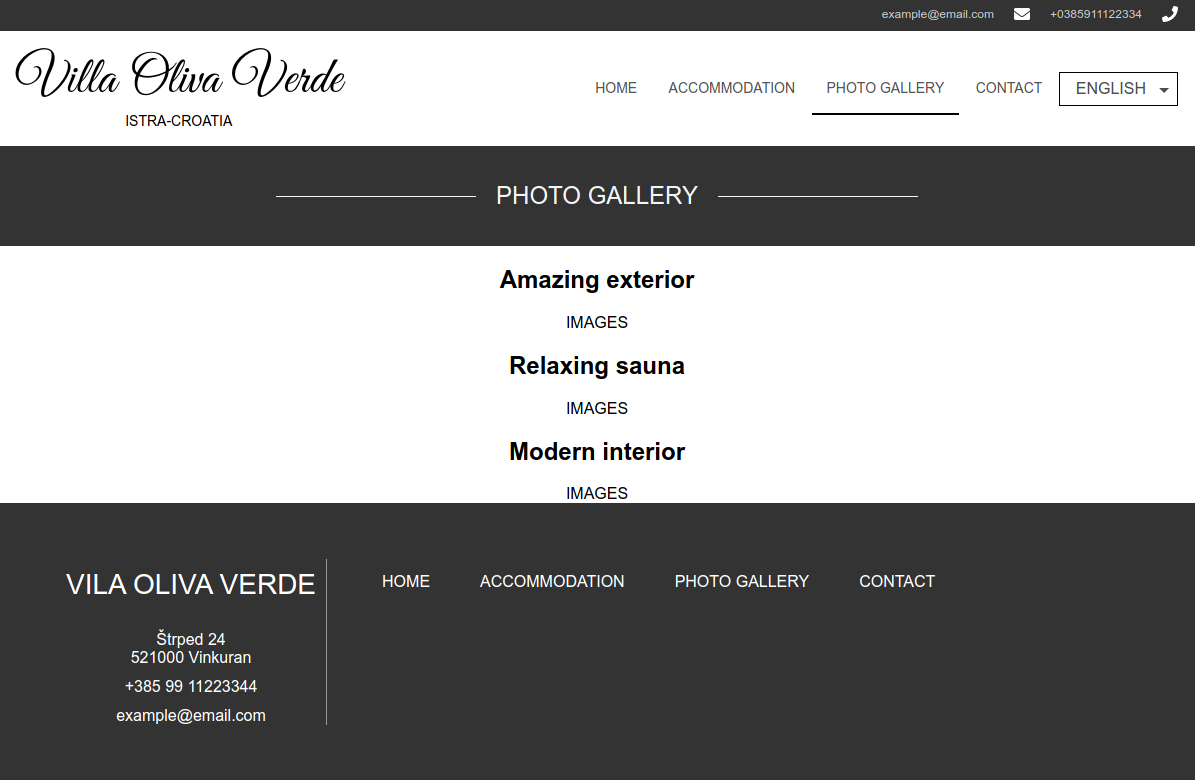 example@email.com +0385911122334
Villa Oliva Verde
ISTRA-CROATIA
HOME ACCOMMODATION PHOTO GALLERY CONTACT ENGLISH
PHOTO GALLERY
Amazing exterior
IMAGES
Relaxing sauna
IMAGES
Modern interior
IMAGES
VILA OLIVA VERDE
Štrped 24
521000 Vinkuran
+385 99 11223344
example@email.com
HOME ACCOMMODATION PHOTO GALLERY CONTACT